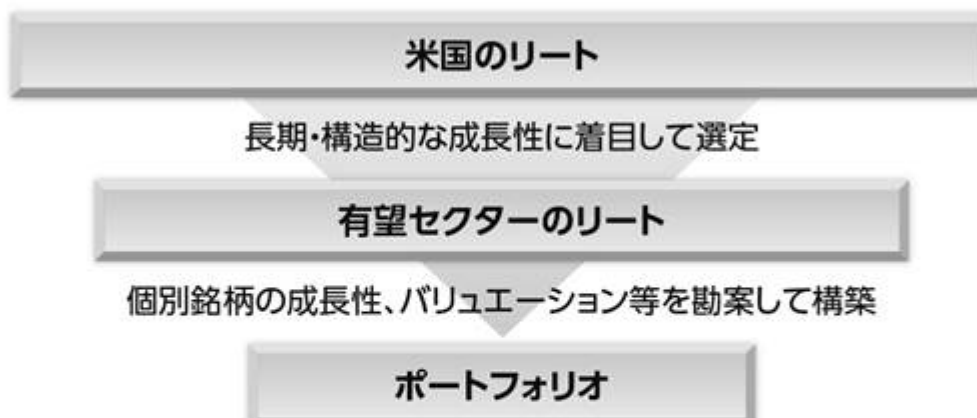 米国のリート
長期・構造的な成長性に着目して選定
有望セクターのリート
個別銘柄の成長性、バリュエーション等を勘案して構築
ポートフォリオ